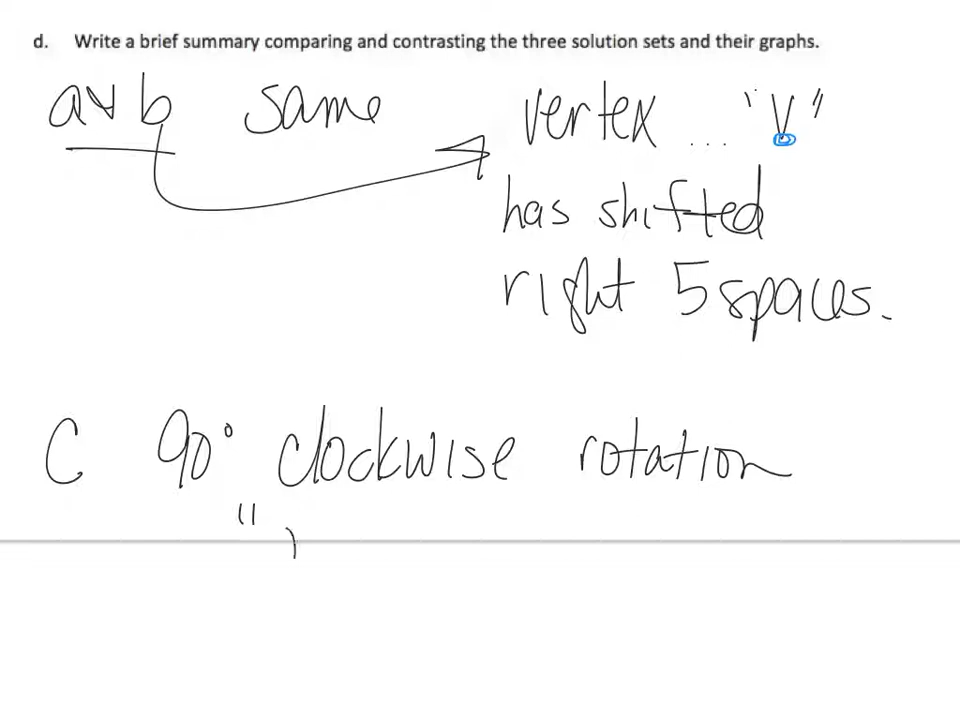 d. Write a brief summary comparing and contrasting the three solution sets and their graphs.
a & b same vertex ... "V"
has shifted
right 5 spaces.
C 90° clockwise rotation
"